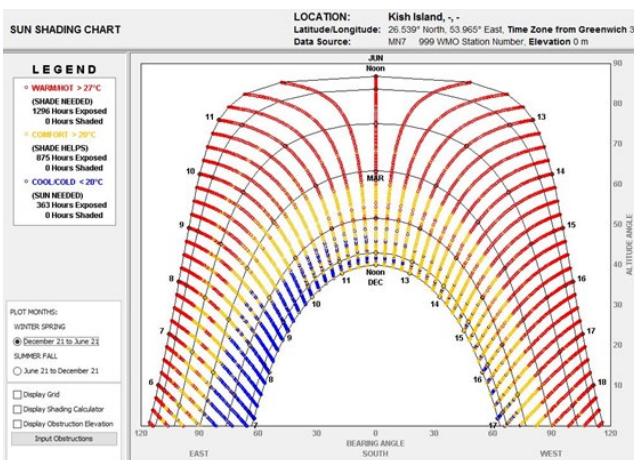 SUN SHADING CHART
LOCATION: Kish Island, -, -
Latitude/Longitude: 26.539° North, 53.965° East, Time Zone from Greenwich 3
Data Source: MN7 999 WMO Station Number, Elevation 0 m
LEGEND
WARM/HOT > 27°C
(SHADE NEEDED)
1296 Hours Exposed
0 Hours Shaded
COMFORT > 20°C
(SHADE HELPS)
875 Hours Exposed
0 Hours Shaded
COOL/COLD < 20°C
(SUN NEEDED)
363 Hours Exposed
0 Hours Shaded
PLOT MONTHS:
WINTER SPRING
December 21 to June 21
SUMMER FALL
June 21 to December 21
Display Grid
Display Shading Calculator
Display Obstruction Elevation
Input Obstructions
JUN
Noon
11 13
10 14
MAR
9 15
8 16
Noon
DEC
11 13
10 14
9 15
7 17
8 16
6 18
7 17
90
80
70
60
50
40
30
20
10
ALTITUDE ANGLE
120 90 60 30 0 30 60 90 120
BEARING ANGLE
EAST SOUTH WEST